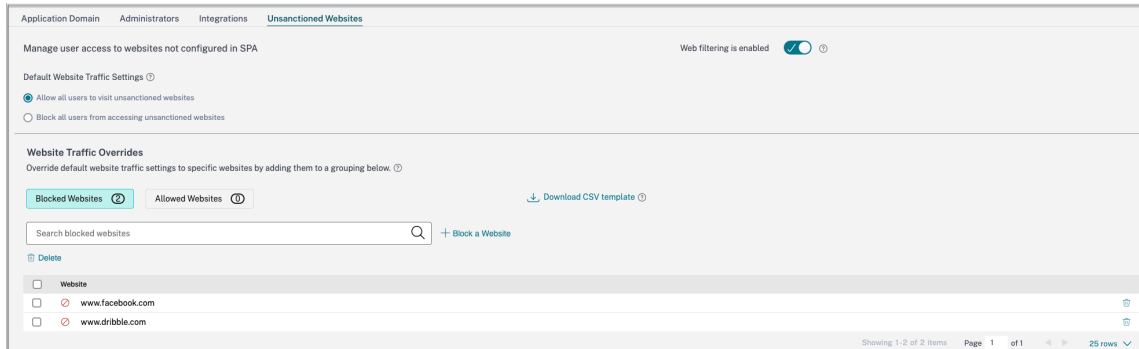 Application Domain Administrators Integrations Unsanctioned Websites
Manage user access to websites not configured in SPA Web filtering is enabled
Default Website Traffic Settings
Allow all users to visit unsanctioned websites
Block all users from accessing unsanctioned websites
Website Traffic Overrides
Override default website traffic settings to specific websites by adding them to a grouping below.
Blocked Websites 2 Allowed Websites 0 Download CSV template
Search blocked websites + Block a Website
Delete
Website
www.facebook.com
www.dribble.com
Showing 1-2 of 2 items Page 1 of 1 25 rows